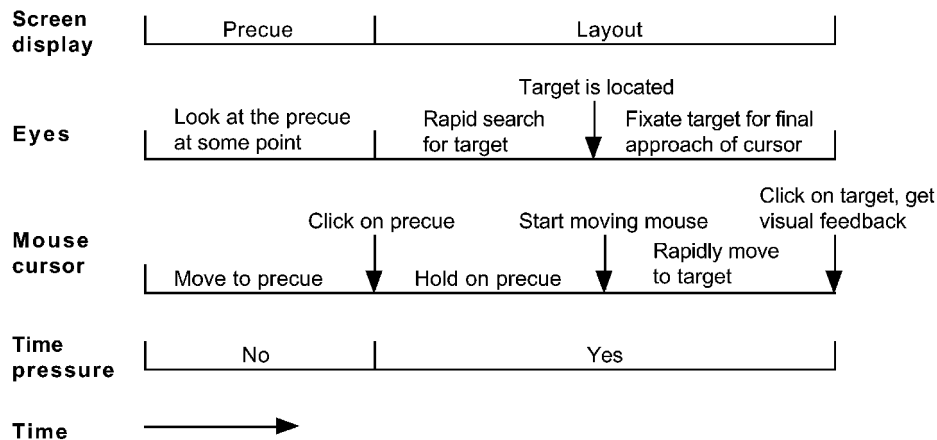 Screen
display
Precue
Layout
Target is located
Eyes
Look at the precue
at some point
Rapid search
for target
Fixate target for final
approach of cursor
Mouse
cursor
Click on precue
Start moving mouse
Click on target, get
visual feedback
Move to precue
Hold on precue
Rapidly move
to target
Time
pressure
No
Yes
Time